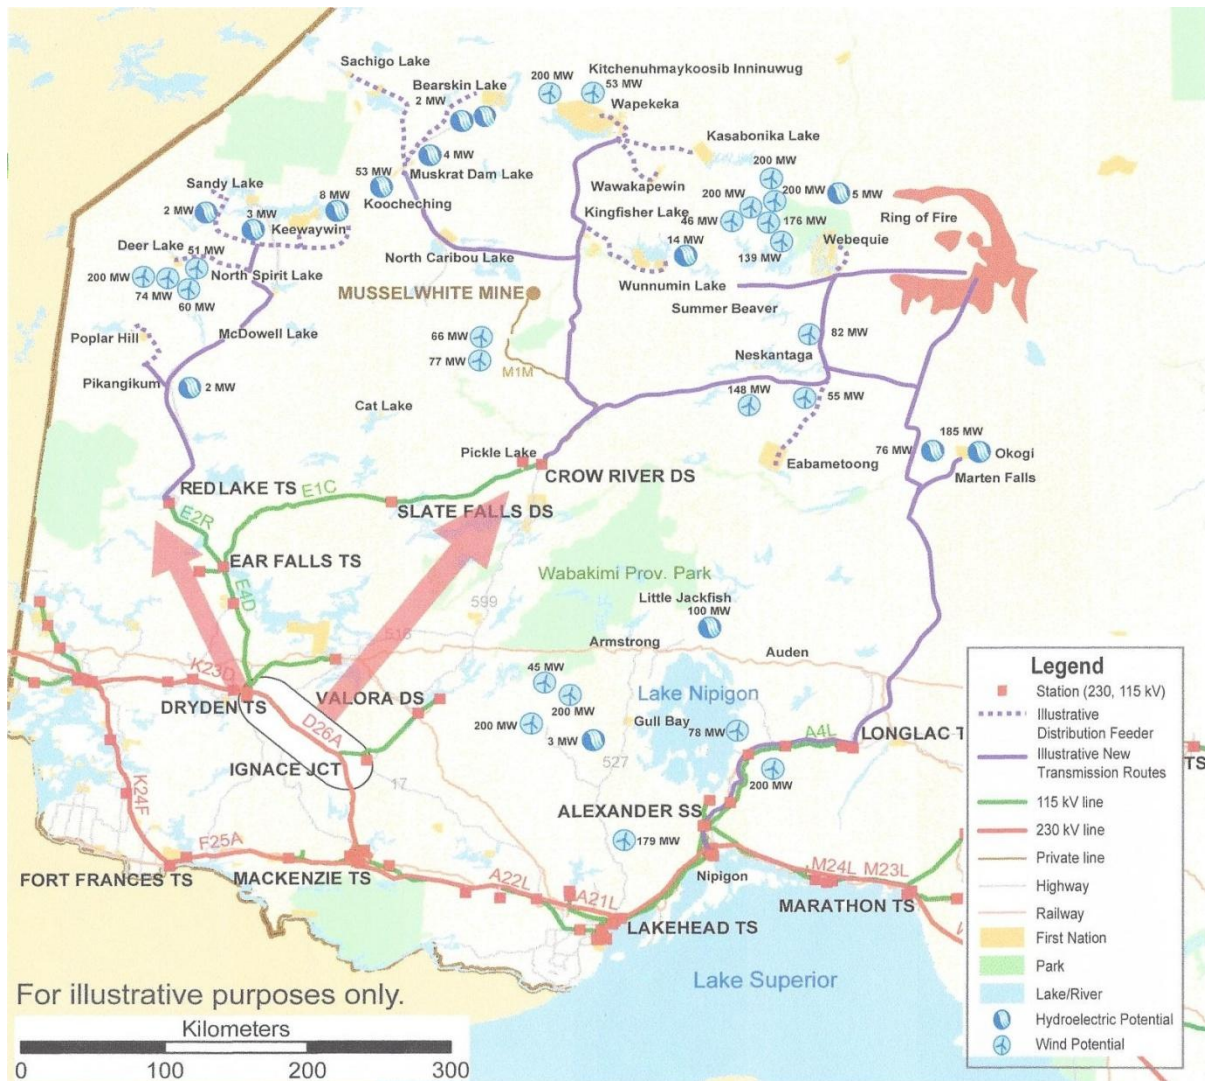 Sachigo Lake
Bearskin Lake
2 MW
200 MW
Kitchenuhmaykoosib Inninuwug
53 MW
Wapekeka
Kasabonika Lake
4 MW
Muskrat Dam Lake
53 MW
Koocheching
Wawakapewin
200 MW
200 MW
200 MW
5 MW
Sandy Lake
8 MW
2 MW
3 MW
Keewaywin
Kingfisher Lake
46 MW
176 MW
Ring of Fire
Deer Lake
51 MW
14 MW
139 MW
Webequie
North Caribou Lake
200 MW
North Spirit Lake
74 MW
60 MW
Wunnumin Lake
MUSSELWHITE MINE
Summer Beaver
Poplar Hill
McDowell Lake
66 MW
82 MW
77 MW
Neskantaga
M1M
Pikangikum
2 MW
148 MW
55 MW
Cat Lake
Pickle Lake
76 MW
185 MW
Okogi
Eabametoong
Marten Falls
CROW RIVER DS
RED LAKE TS
E1C
SLATE FALLS DS
E2R
EAR FALLS TS
Wabakimi Prov. Park
E4D
599
Little Jackfish
100 MW
516
Armstrong
Auden
K23D
45 MW
DRYDEN TS
VALORA DS
Lake Nipigon
200 MW
D26A
200 MW
Gull Bay
78 MW
3 MW
A4L
LONGLAC T
TS
IGNACE JCT
17
527
200 MW
K24F
ALEXANDER SS
F25A
179 MW
FORT FRANCES TS
MACKENZIE TS
A22L
Nipigon
M24L
M23L
A21L
MARATHON TS
LAKEHEAD TS
Lake Superior
For illustrative purposes only.
Kilometers
0 100 200 300
Legend
Station (230, 115 kV)
Illustrative
Distribution Feeder
Illustrative New
Transmission Routes
115 kV line
230 kV line
Private line
Highway
Railway
First Nation
Park
Lake/River
Hydroelectric Potential
Wind Potential